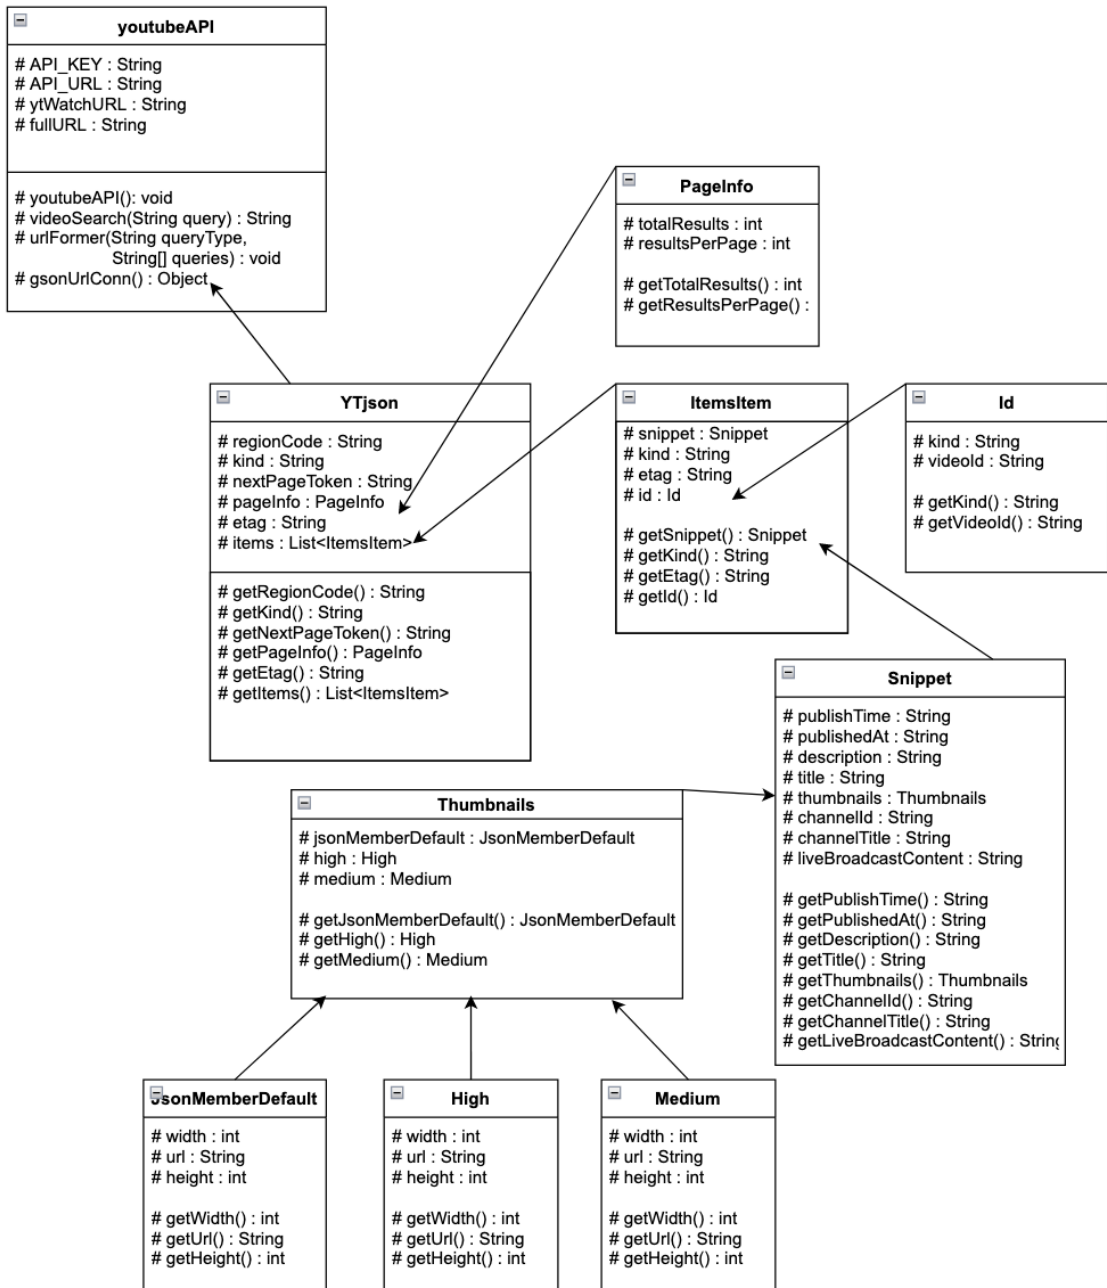 youtubeAPI
# API_KEY : String
# API_URL : String
# ytWatchURL : String
# fullURL : String
# youtubeAPI(): void
# videoSearch(String query) : String
# urlFormer(String queryType,
String[] queries) : void
# gsonUrlConn() : Object
PageInfo
# totalResults : int
# resultsPerPage : int
# getTotalResults() : int
# getResultsPerPage() :
YTjson
# regionCode : String
# kind : String
# nextPageToken : String
# pageInfo : PageInfo
# etag : String
# items : List<ItemsItem>
# getRegionCode() : String
# getKind() : String
# getNextPageToken() : String
# getPageInfo() : PageInfo
# getEtag() : String
# getItems() : List<ItemsItem>
ItemsItem
# snippet : Snippet
# kind : String
# etag : String
# id : Id
# getSnippet() : Snippet
# getKind() : String
# getEtag() : String
# getId() : Id
Id
# kind : String
# videoId : String
# getKind() : String
# getVideoId() : String
Snippet
# publishTime : String
# publishedAt : String
# description : String
# title : String
# thumbnails : Thumbnails
# channelId : String
# channelTitle : String
# liveBroadcastContent : String
# getPublishTime() : String
# getPublishedAt() : String
# getDescription() : String
# getTitle() : String
# getThumbnails() : Thumbnails
# getChannelId() : String
# getChannelTitle() : String
# getLiveBroadcastContent() : String
Thumbnails
# jsonMemberDefault : JsonMemberDefault
# high : High
# medium : Medium
# getJsonMemberDefault() : JsonMemberDefault
# getHigh() : High
# getMedium() : Medium
JsonMemberDefault
# width : int
# url : String
# height : int
# getWidth() : int
# getUrl() : String
# getHeight() : int
High
# width : int
# url : String
# height : int
# getWidth() : int
# getUrl() : String
# getHeight() : int
Medium
# width : int
# url : String
# height : int
# getWidth() : int
# getUrl() : String
# getHeight() : int